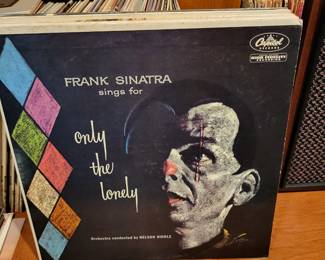 Capitol
FRANK SINATRA
sings for
only
the
lonely
Orchestra conducted by NELSON RIDDLE